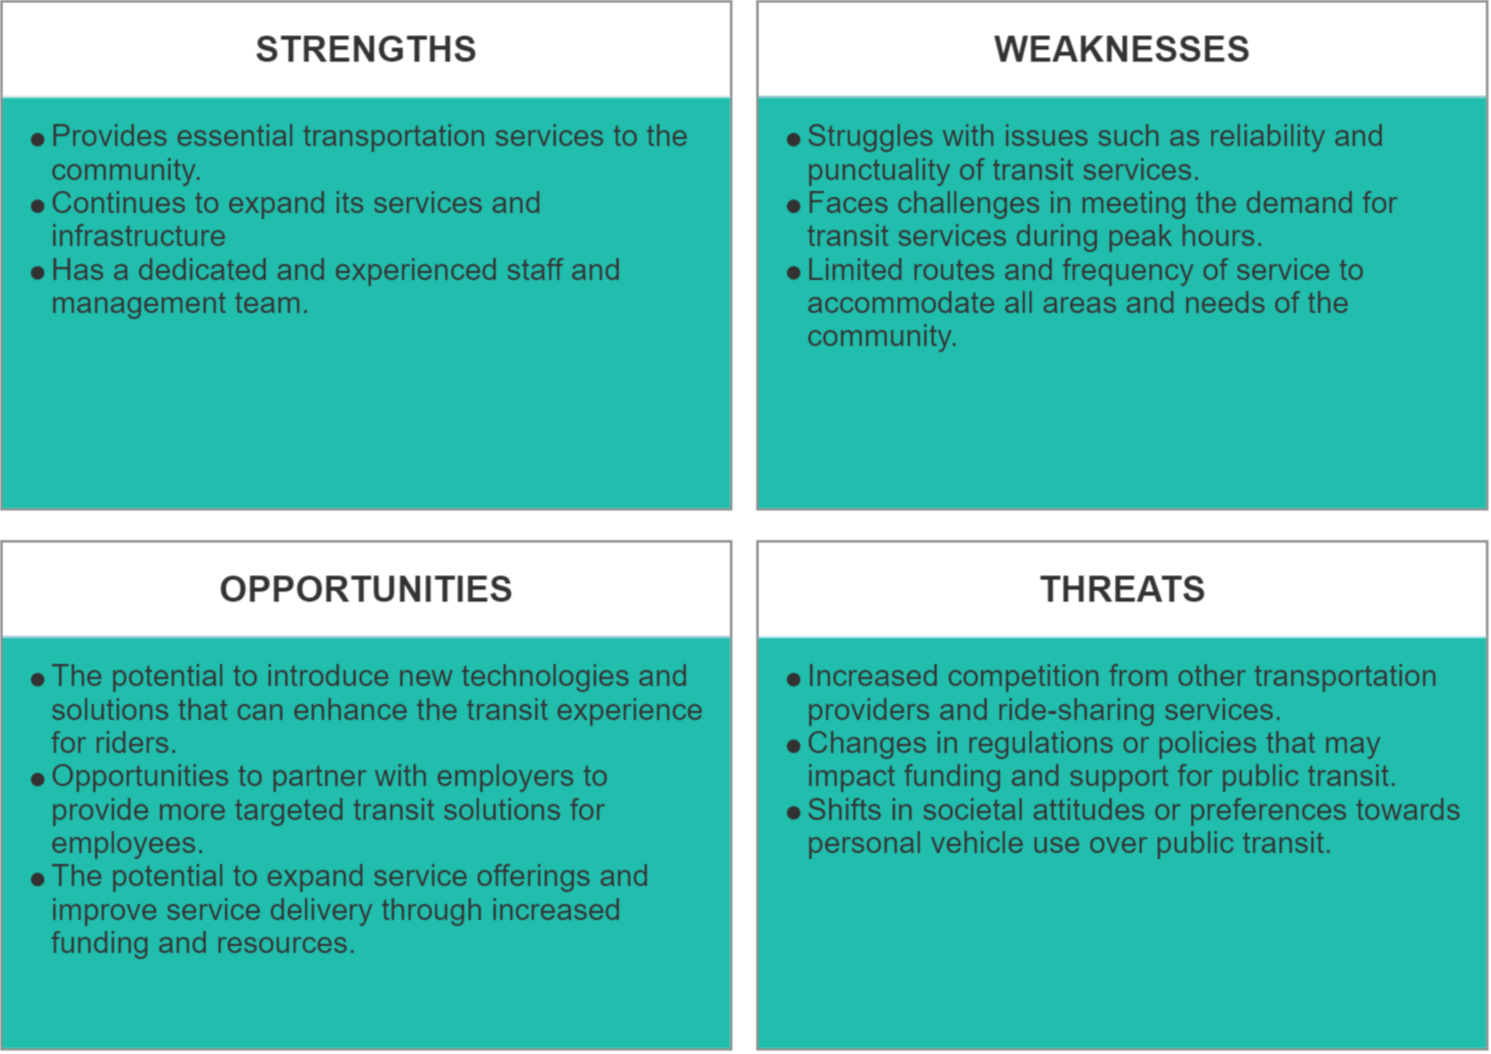 STRENGTHS
● Provides essential transportation services to the
community.
● Continues to expand its services and
infrastructure
● Has a dedicated and experienced staff and
management team.
WEAKNESSES
● Struggles with issues such as reliability and
punctuality of transit services.
● Faces challenges in meeting the demand for
transit services during peak hours.
● Limited routes and frequency of service to
accommodate all areas and needs of the
community.
OPPORTUNITIES
● The potential to introduce new technologies and
solutions that can enhance the transit experience
for riders.
● Opportunities to partner with employers to
provide more targeted transit solutions for
employees.
● The potential to expand service offerings and
improve service delivery through increased
funding and resources.
THREATS
● Increased competition from other transportation
providers and ride-sharing services.
● Changes in regulations or policies that may
impact funding and support for public transit.
● Shifts in societal attitudes or preferences towards
personal vehicle use over public transit.